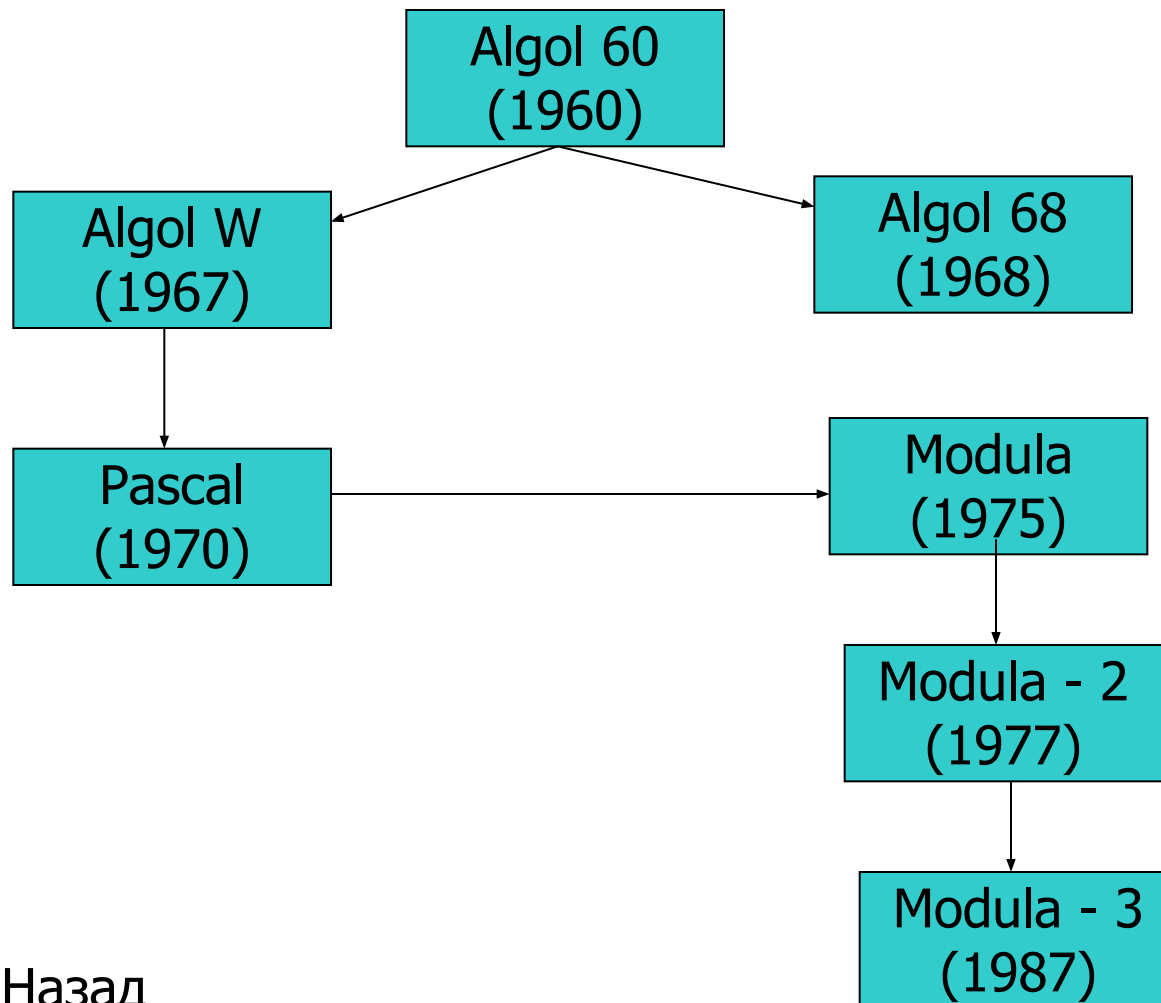 Algol 60
(1960)
Algol W
(1967)
Algol 68
(1968)
Pascal
(1970)
Modula
(1975)
Modula - 2
(1977)
Modula - 3
(1987)
Назад